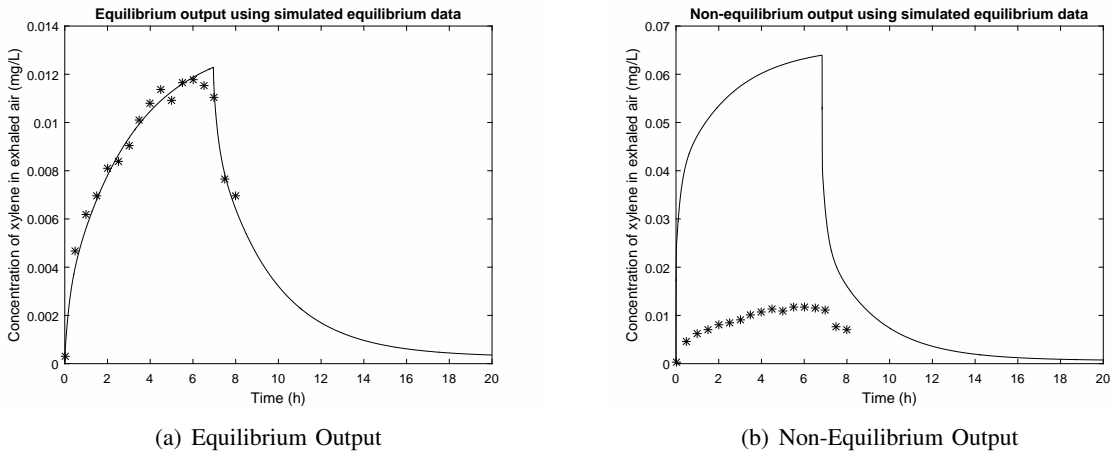 Equilibrium output using simulated equilibrium data
0.014
0.012
0.01
0.008
0.006
0.004
0.002
0
Concentration of xylene in exhaled air (mg/L)
0 2 4 6 8 10 12 14 16 18 20
Time (h)
(a) Equilibrium Output
Non-equilibrium output using simulated equilibrium data
0.07
0.06
0.05
0.04
0.03
0.02
0.01
0
Concentration of xylene in exhaled air (mg/L)
0 2 4 6 8 10 12 14 16 18 20
Time (h)
(b) Non-Equilibrium Output